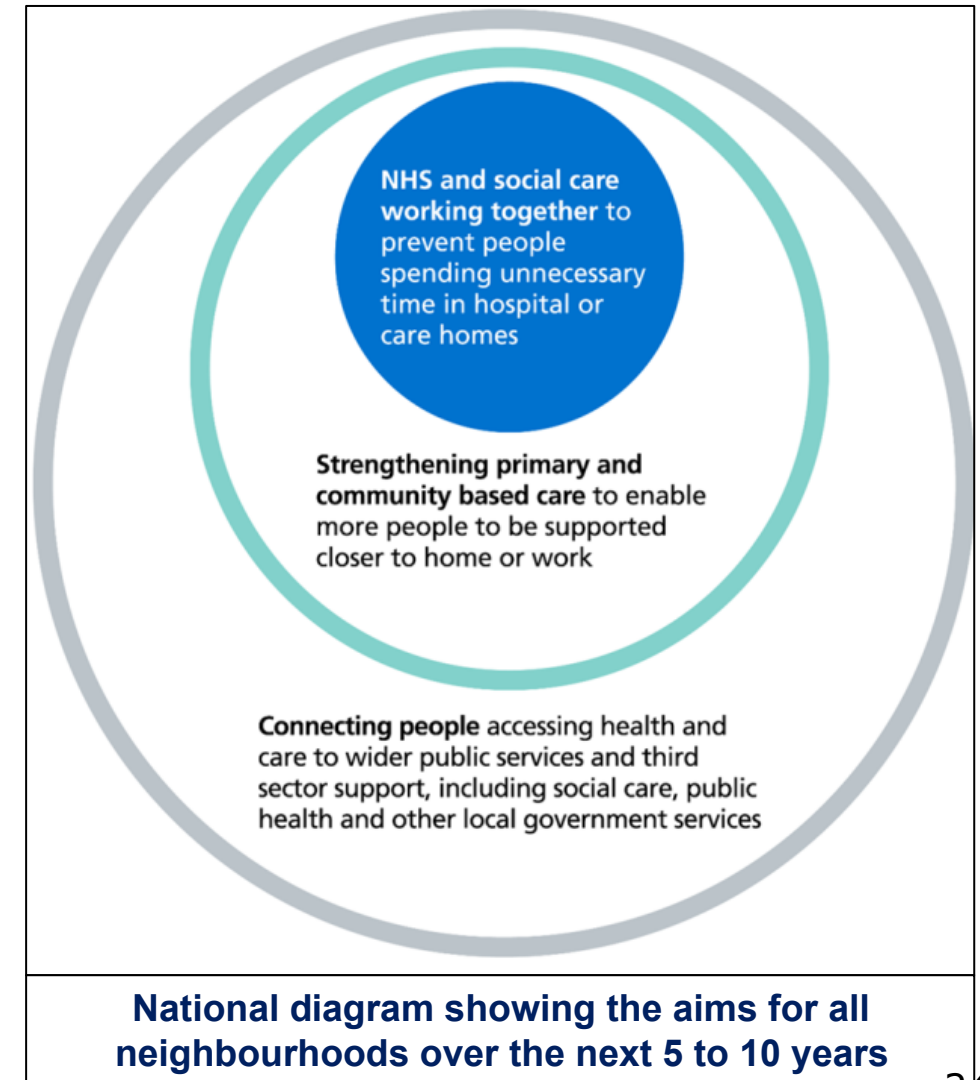 NHS and social care
working together to
prevent people
spending unnecessary
time in hospital or
care homes
Strengthening primary and
community based care to enable
more people to be supported
closer to home or work
Connecting people accessing health and
care to wider public services and third
sector support, including social care, public
health and other local government services
National diagram showing the aims for all
neighbourhoods over the next 5 to 10 years